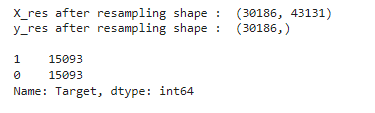 X_res after resampling shape :  (30186, 43131)
y_res after resampling shape :  (30186,)
1    15093
0    15093
Name: Target, dtype: int64